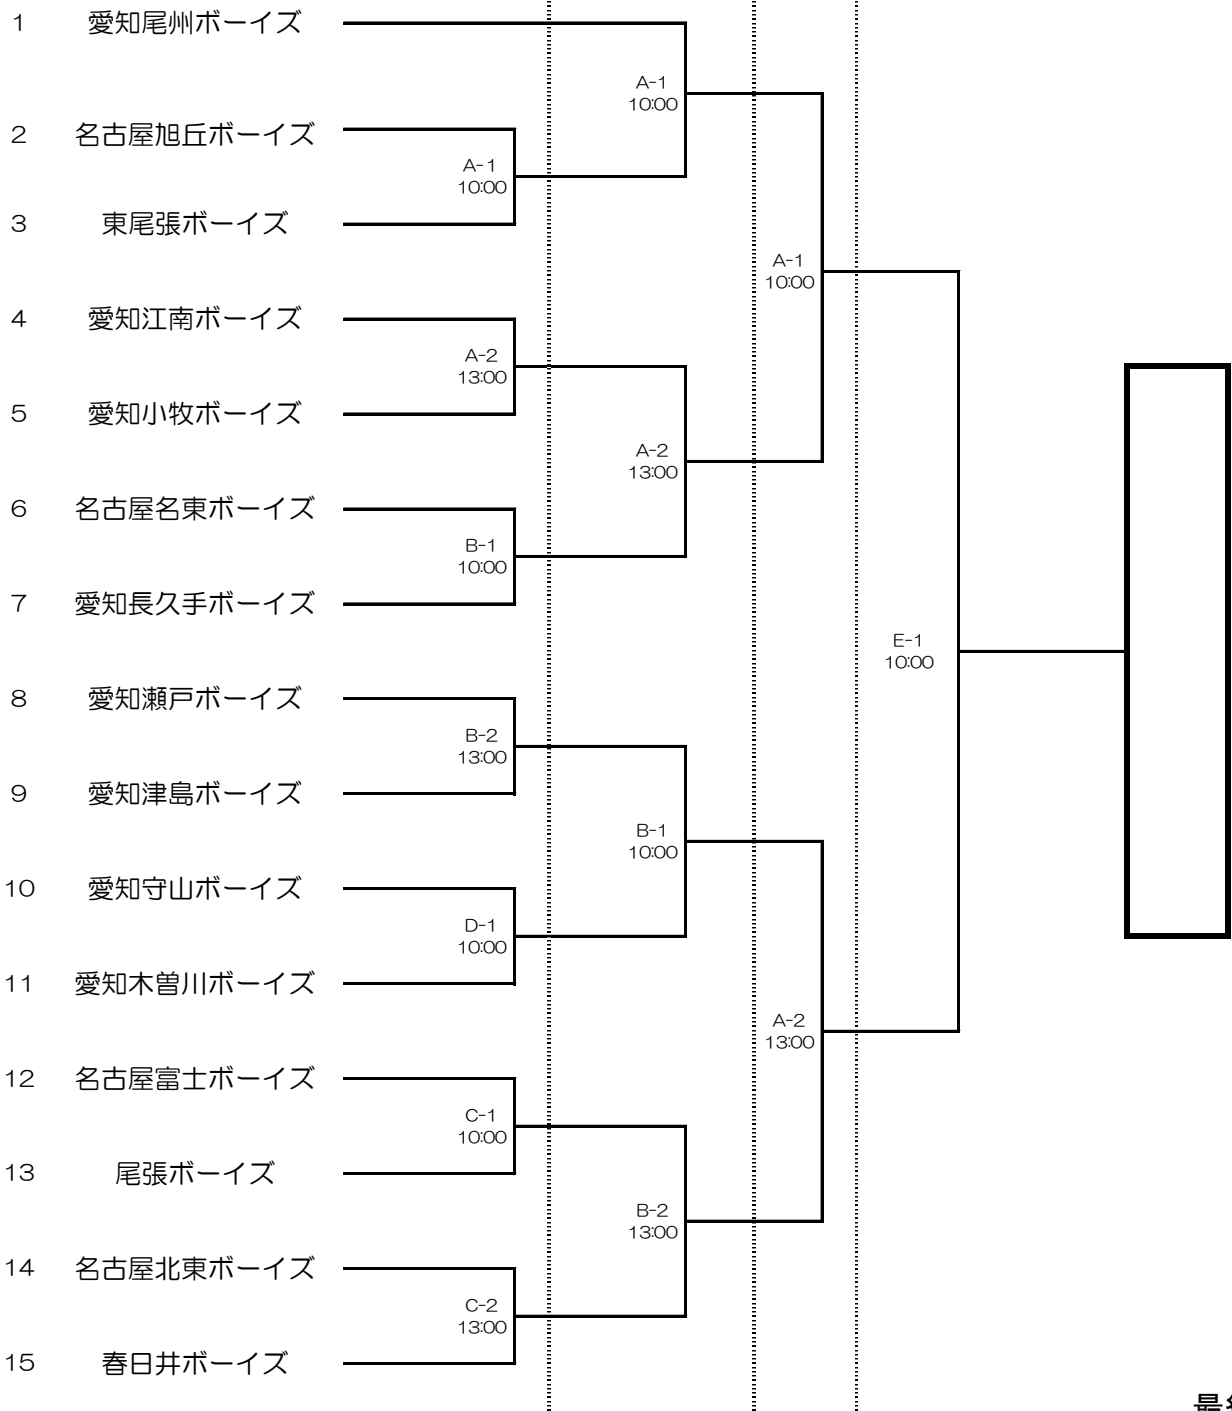 1 愛知尾州ボーイズ
A-1
10:00
2 名古屋旭丘ボーイズ
A-1
10:00
3 東尾張ボーイズ
A-1
10:00
4 愛知江南ボーイズ
A-2
13:00
5 愛知小牧ボーイズ
A-2
13:00
6 名古屋名東ボーイズ
B-1
10:00
7 愛知長久手ボーイズ
E-1
10:00
8 愛知瀬戸ボーイズ
B-2
13:00
9 愛知津島ボーイズ
B-1
10:00
10 愛知守山ボーイズ
D-1
10:00
11 愛知木曽川ボーイズ
A-2
13:00
12 名古屋富士ボーイズ
C-1
10:00
13 尾張ボーイズ
B-2
13:00
14 名古屋北東ボーイズ
C-2
13:00
15 春日井ボーイズ